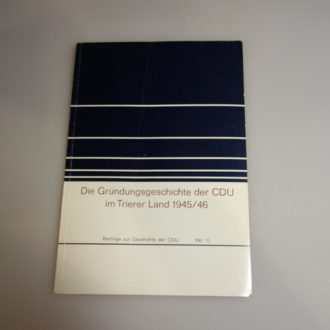 Die Gründungsgeschichte der CDU
im Trierer Land 1945/46
Beiträge zur Geschichte der CDU